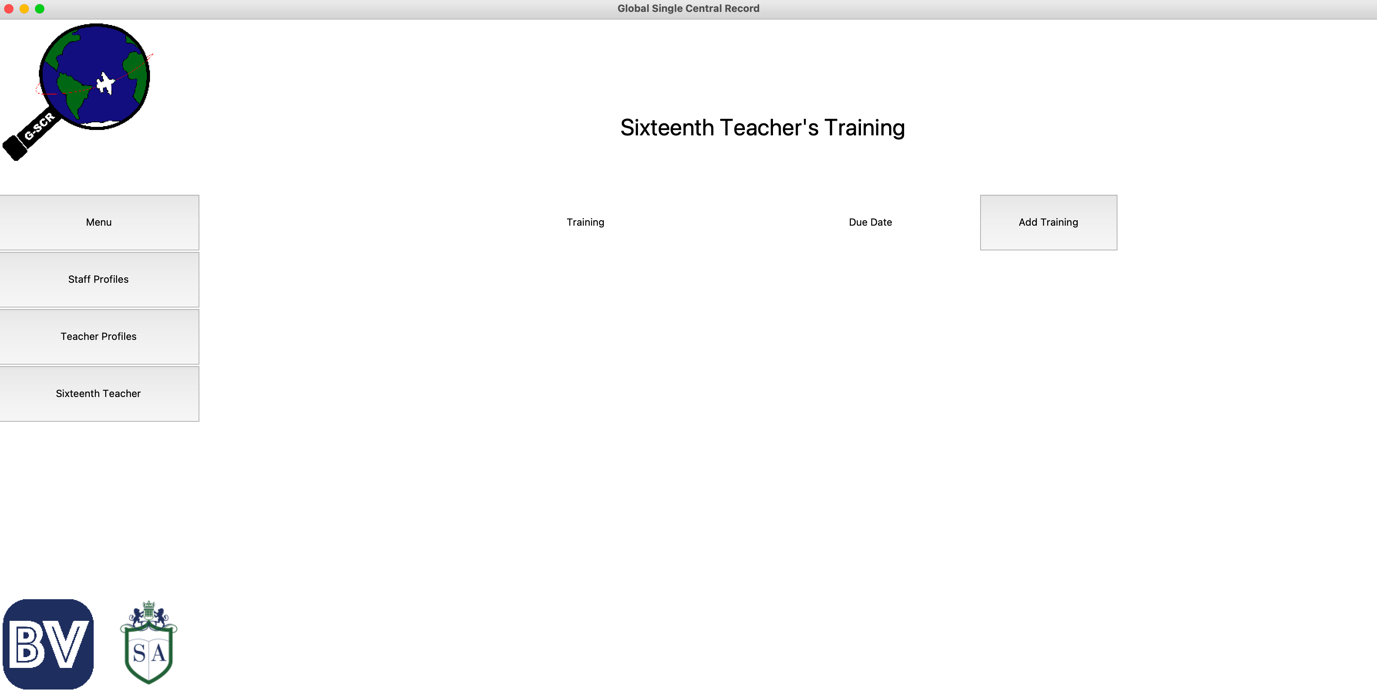 Global Single Central Record
G-SCR
Sixteenth Teacher's Training
Menu
Training
Due Date
Add Training
Staff Profiles
Teacher Profiles
Sixteenth Teacher
BV
SA